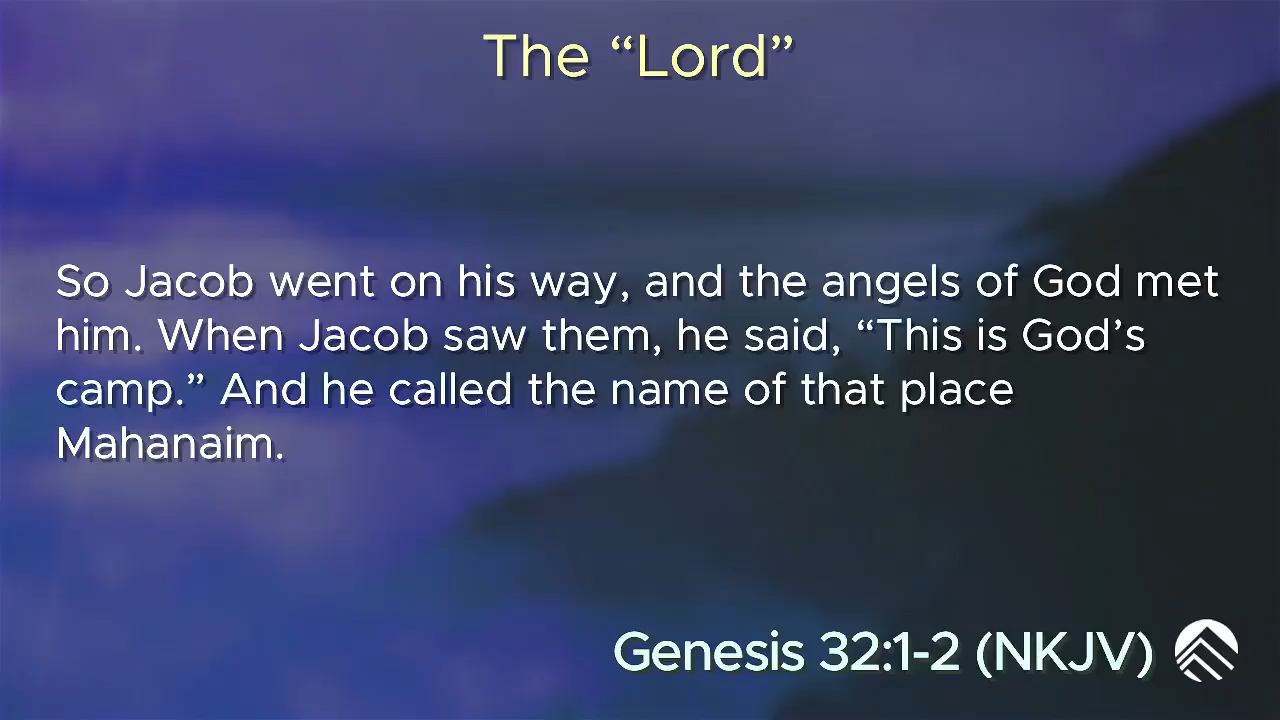 The “Lord”
So Jacob went on his way, and the angels of God met
him. When Jacob saw them, he said, “This is God’s
camp.” And he called the name of that place
Mahanaim.
Genesis 32:1-2 (NKJV)